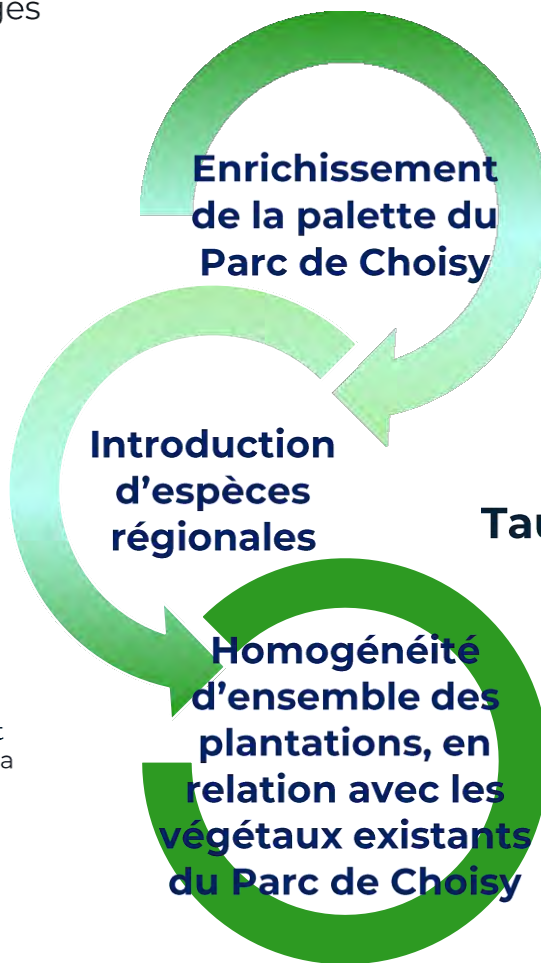 ges
Enrichissement
de la palette du
Parc de Choisy
Introduction
d'espèces
régionales
Tau
Homogénéité
d'ensemble des
plantations, en
relation avec les
végétaux existants
du Parc de Choisy
t
a